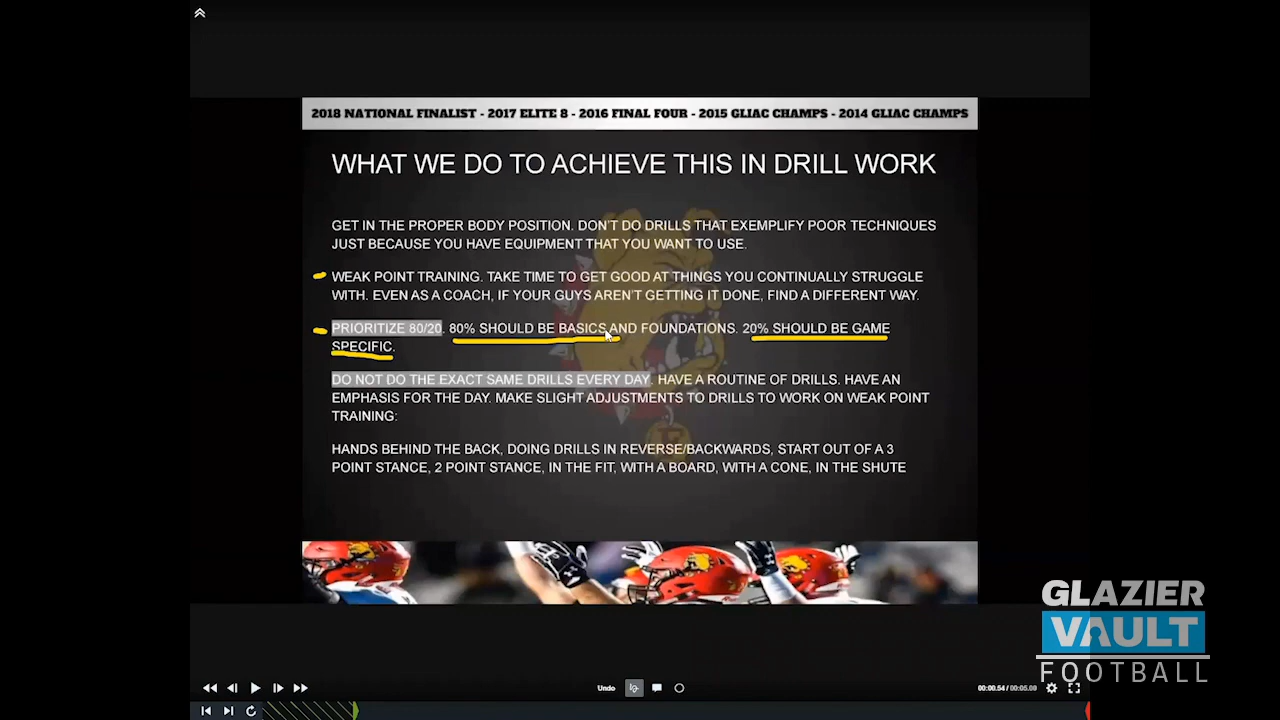 2018 NATIONAL FINALIST - 2017 ELITE 8 - 2016 FINAL FOUR - 2015 GLIAC CHAMPS - 2014 GLIAC CHAMPS
WHAT WE DO TO ACHIEVE THIS IN DRILL WORK
GET IN THE PROPER BODY POSITION. DON'T DO DRILLS THAT EXEMPLIFY POOR TECHNIQUES
JUST BECAUSE YOU HAVE EQUIPMENT THAT YOU WANT TO USE.
WEAK POINT TRAINING. TAKE TIME TO GET GOOD AT THINGS YOU CONTINUALLY STRUGGLE
WITH. EVEN AS A COACH, IF YOUR GUYS AREN'T GETTING IT DONE, FIND A DIFFERENT WAY.
PRIORITIZE 80/20. 80% SHOULD BE BASICS AND FOUNDATIONS. 20% SHOULD BE GAME
SPECIFIC.
DO NOT DO THE EXACT SAME DRILLS EVERY DAY. HAVE A ROUTINE OF DRILLS. HAVE AN
EMPHASIS FOR THE DAY. MAKE SLIGHT ADJUSTMENTS TO DRILLS TO WORK ON WEAK POINT
TRAINING:
HANDS BEHIND THE BACK, DOING DRILLS IN REVERSE/BACKWARDS, START OUT OF A 3
POINT STANCE, 2 POINT STANCE, IN THE FIT, WITH A BOARD, WITH A CONE, IN THE SHUTE
GLAZIER
VAULT
FOOTBALL
Undo
00:00.54 / 00:05.00